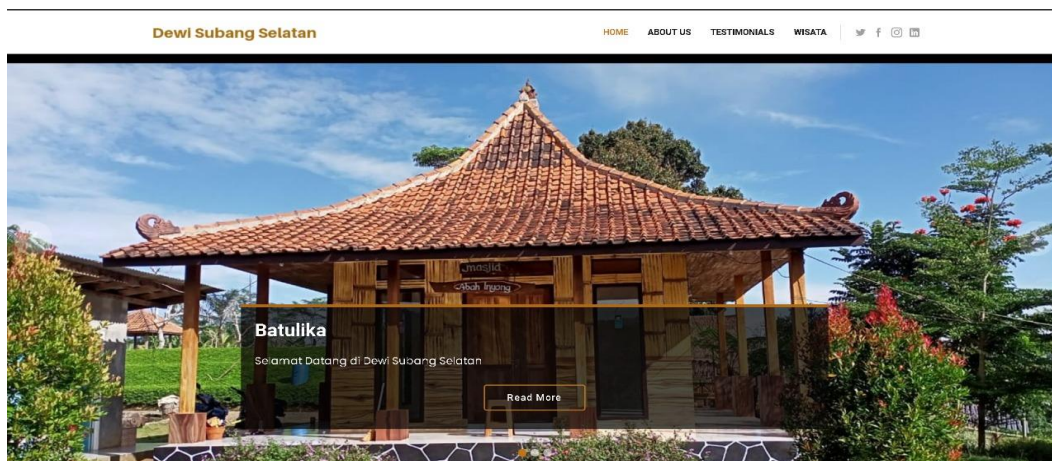 Dewi Subang Selatan
HOME ABOUT US TESTIMONIALS WISATA
masjid
Abah Inyong
Batulika
Selamat Datang di Dewi Subang Selatan
Read More